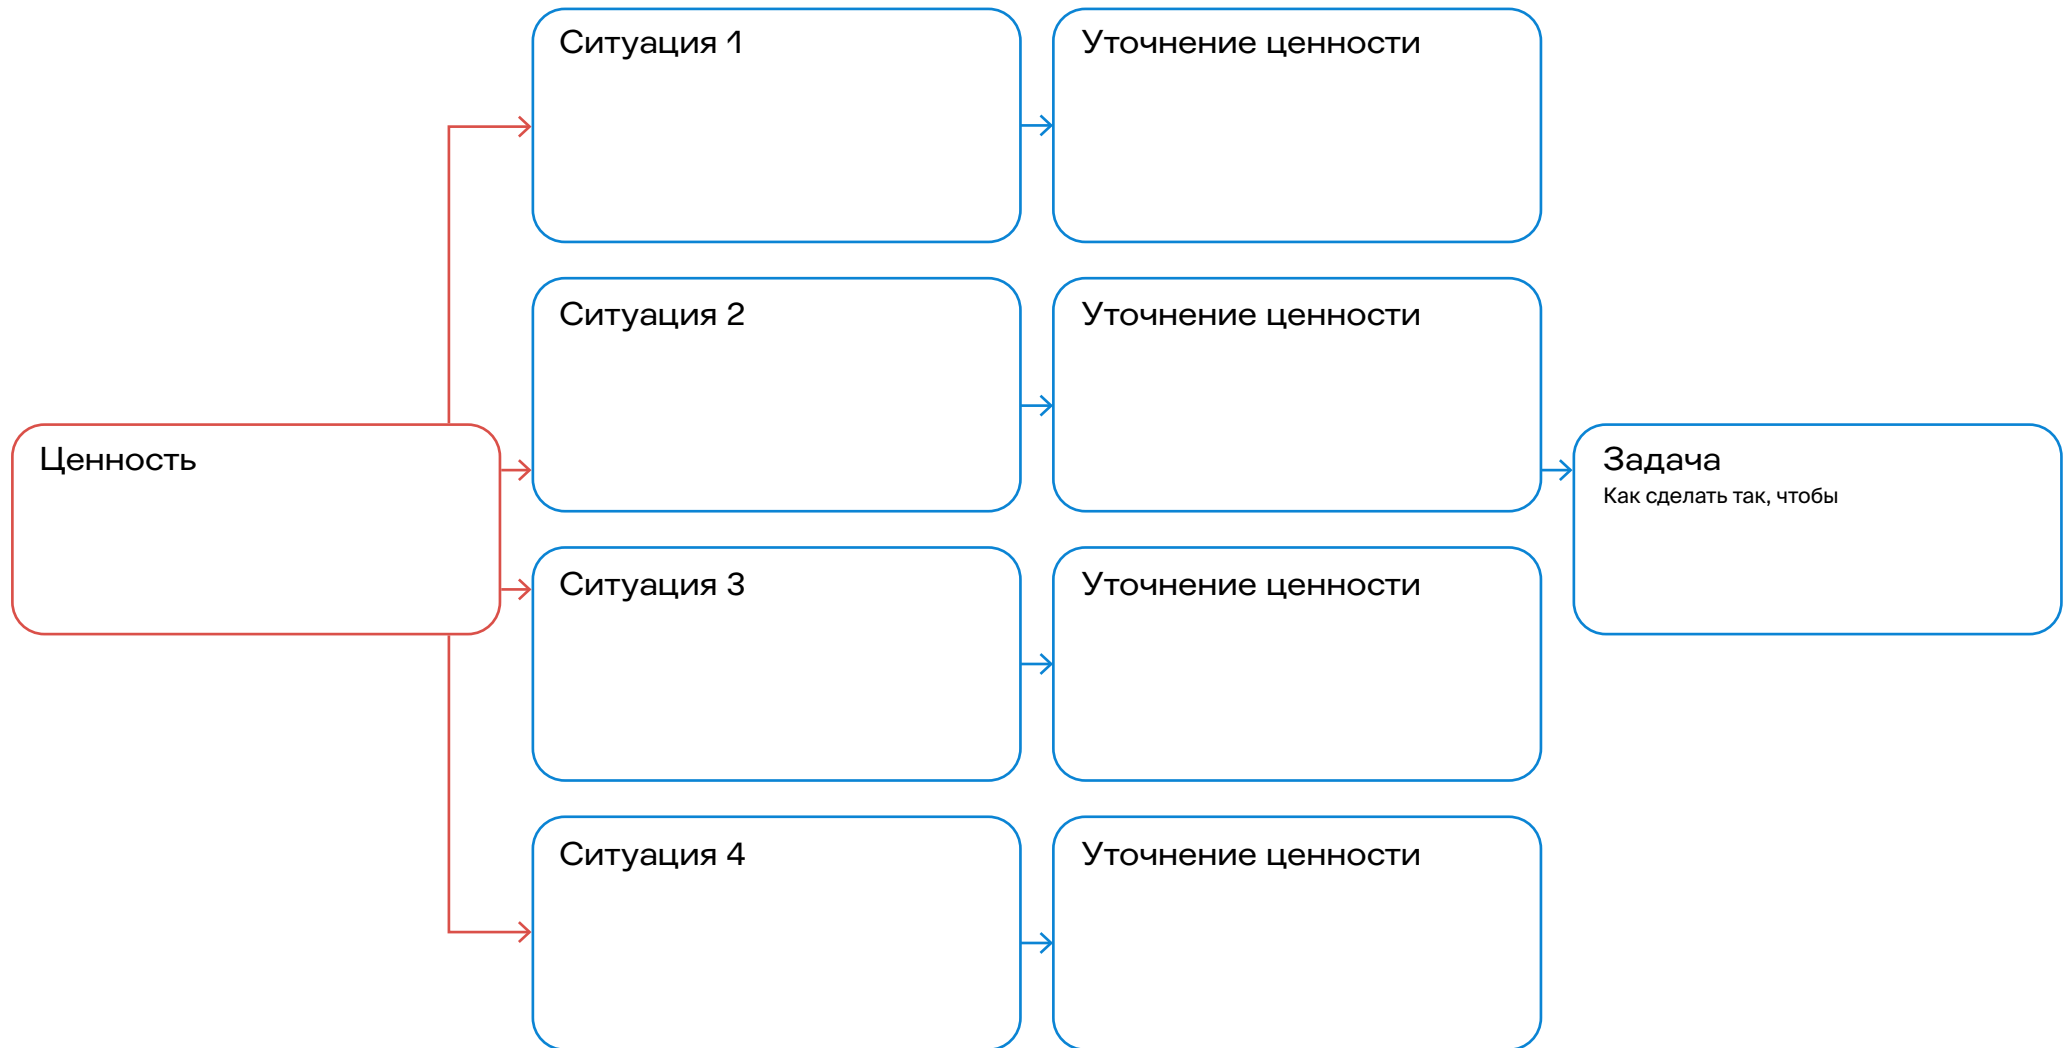 Ситуация 1
Уточнение ценности
Ситуация 2
Уточнение ценности
Ценность
Задача
Как сделать так, чтобы
Ситуация 3
Уточнение ценности
Ситуация 4
Уточнение ценности